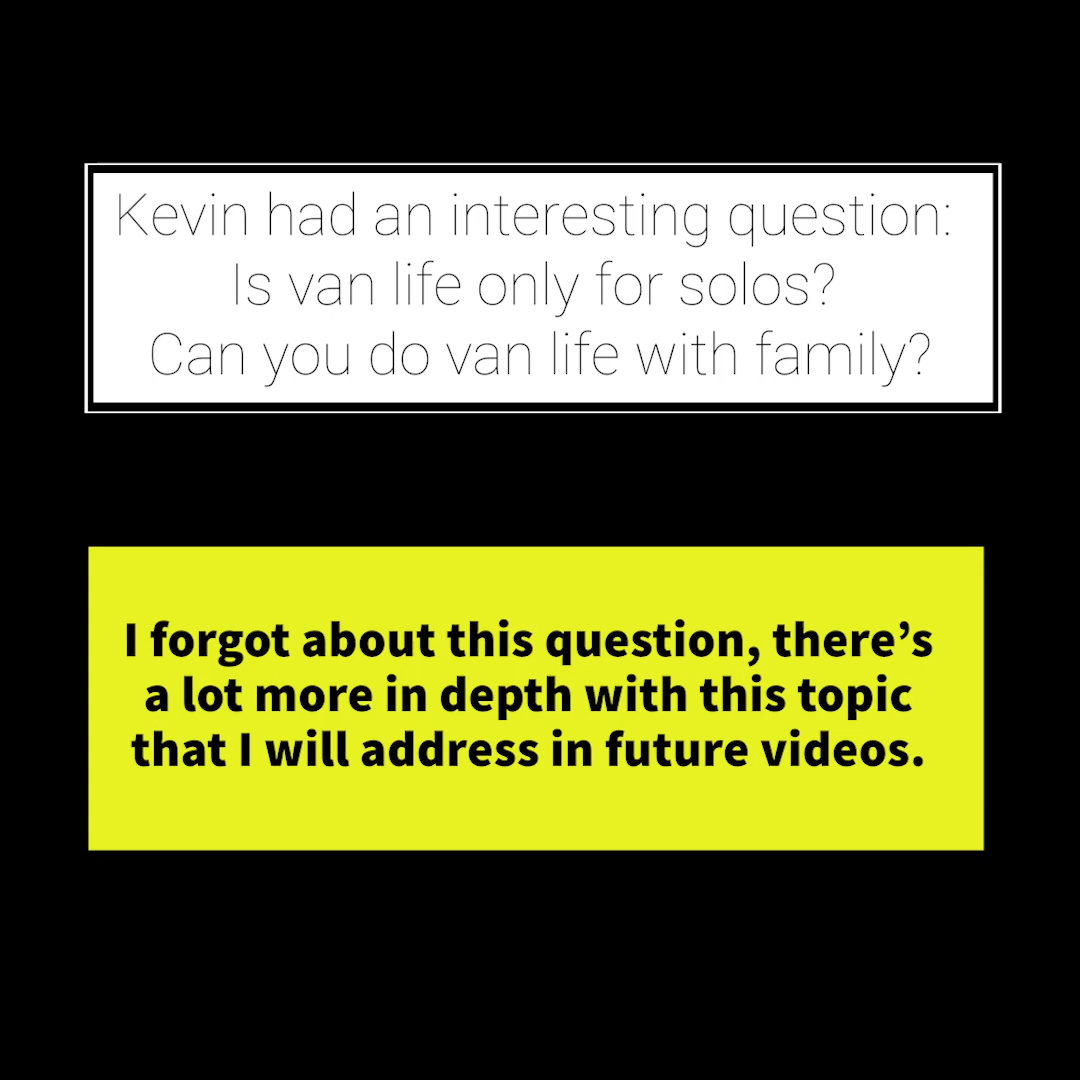 Kevin had an interesting question:
Is van life only for solos?
Can you do van life with family?
I forgot about this question, there’s
a lot more in depth with this topic
that I will address in future videos.